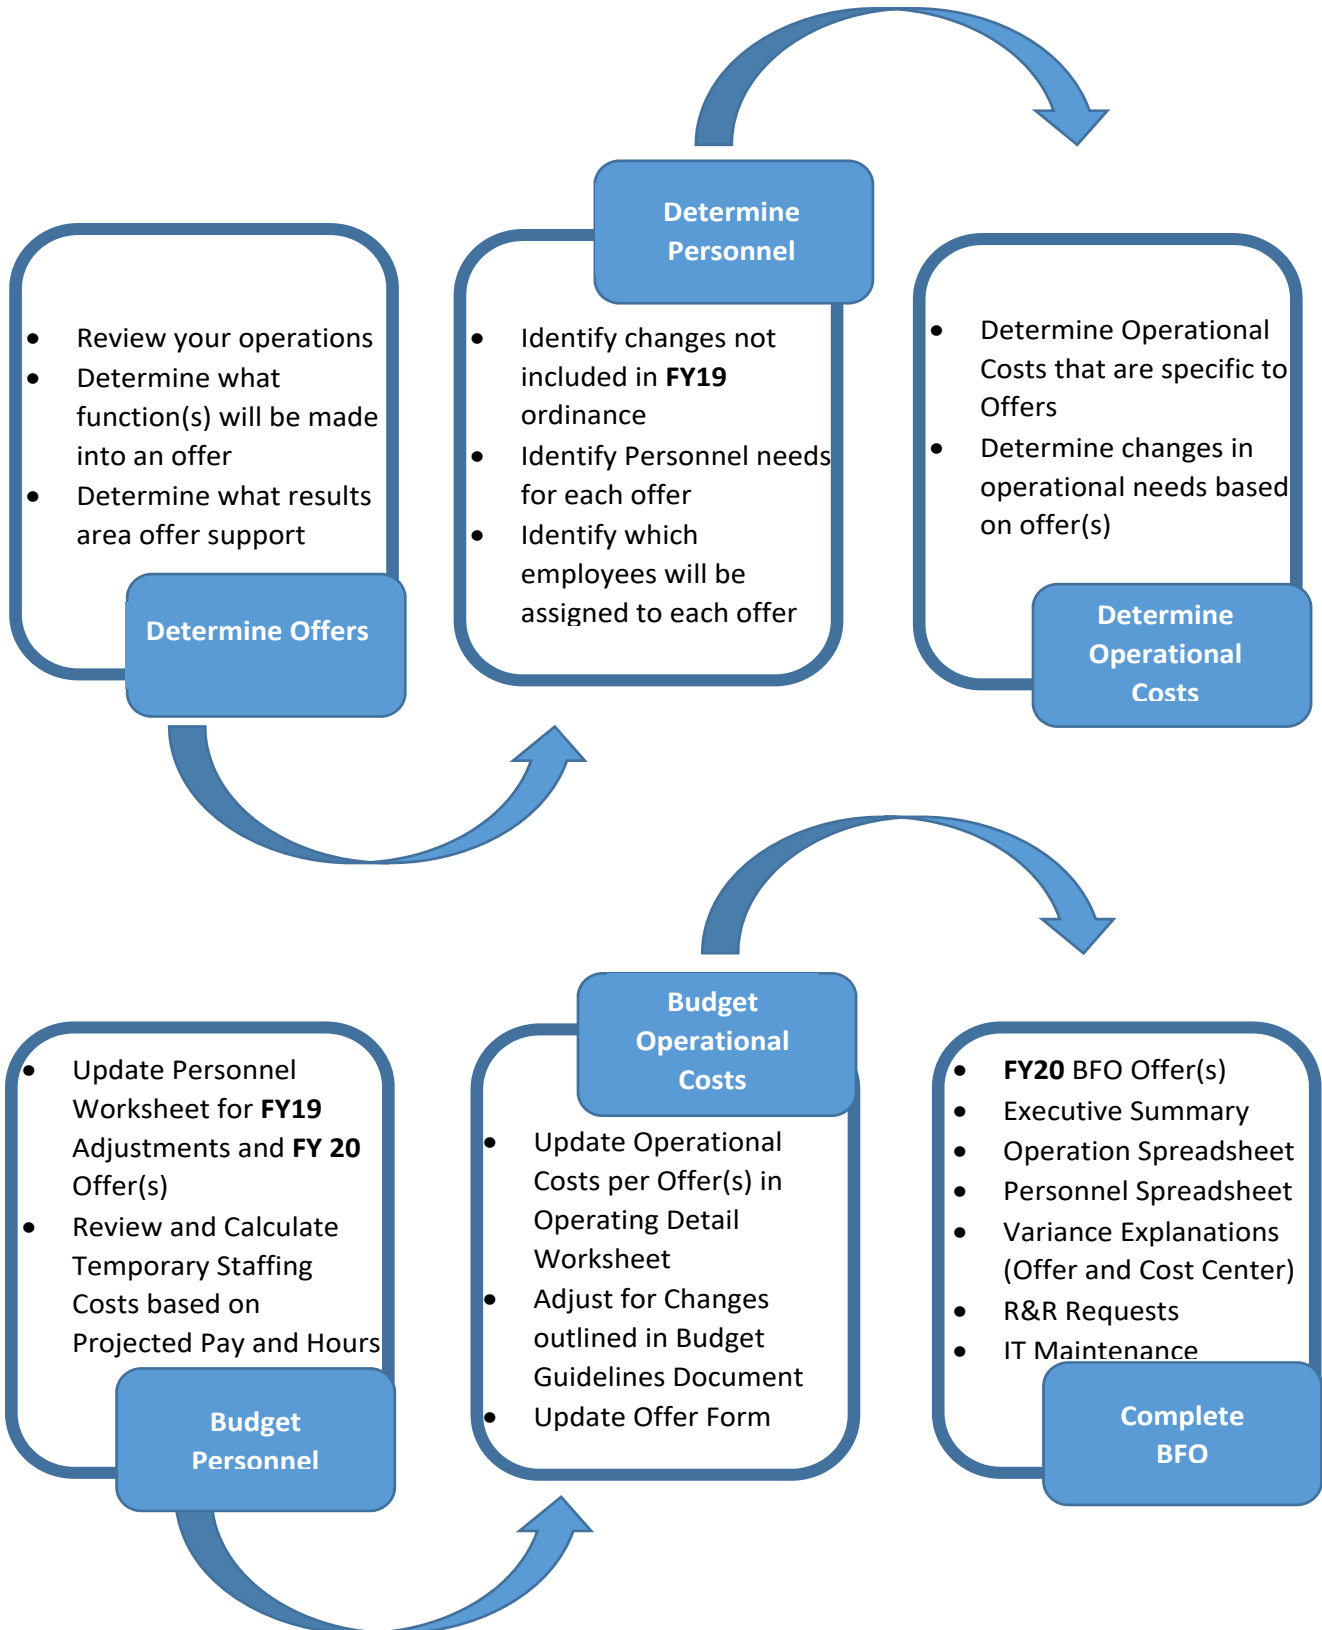 • Review your operations
• Determine what
function(s) will be made
into an offer
• Determine what results
area offer support
Determine Offers
Determine
Personnel
• Identify changes not
included in FY19
ordinance
• Identify Personnel needs
for each offer
• Identify which
employees will be
assigned to each offer
• Determine Operational
Costs that are specific to
Offers
• Determine changes in
operational needs based
on offer(s)
Determine
Operational
Costs
• Update Personnel
Worksheet for FY19
Adjustments and FY 20
Offer(s)
• Review and Calculate
Temporary Staffing
Costs based on
Projected Pay and Hours
Budget
Personnel
Budget
Operational
Costs
• Update Operational
Costs per Offer(s) in
Operating Detail
Worksheet
• Adjust for Changes
outlined in Budget
Guidelines Document
• Update Offer Form
• FY20 BFO Offer(s)
• Executive Summary
• Operation Spreadsheet
• Personnel Spreadsheet
• Variance Explanations
(Offer and Cost Center)
• R&R Requests
• IT Maintenance
Complete
BFO